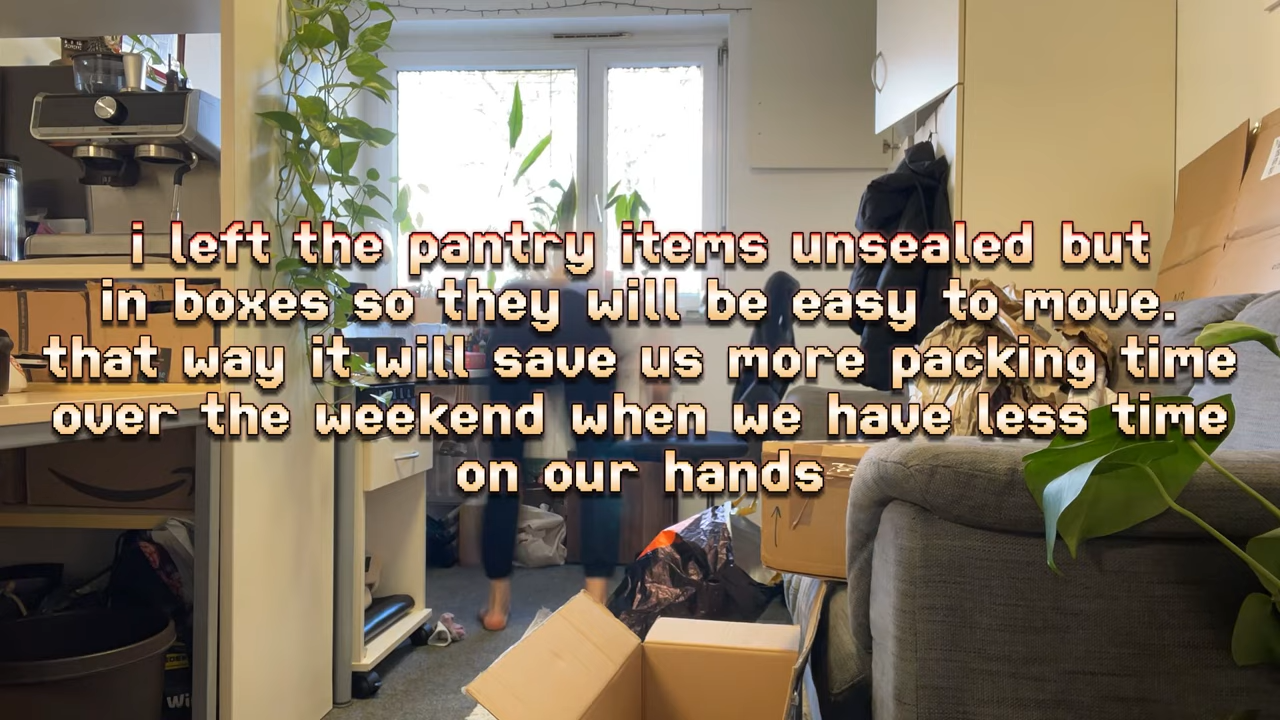 i left the pantry items unsealed but
in boxes so they will be easy to move.
that way it will save us more packing time
over the weekend when we have less time
on our hands